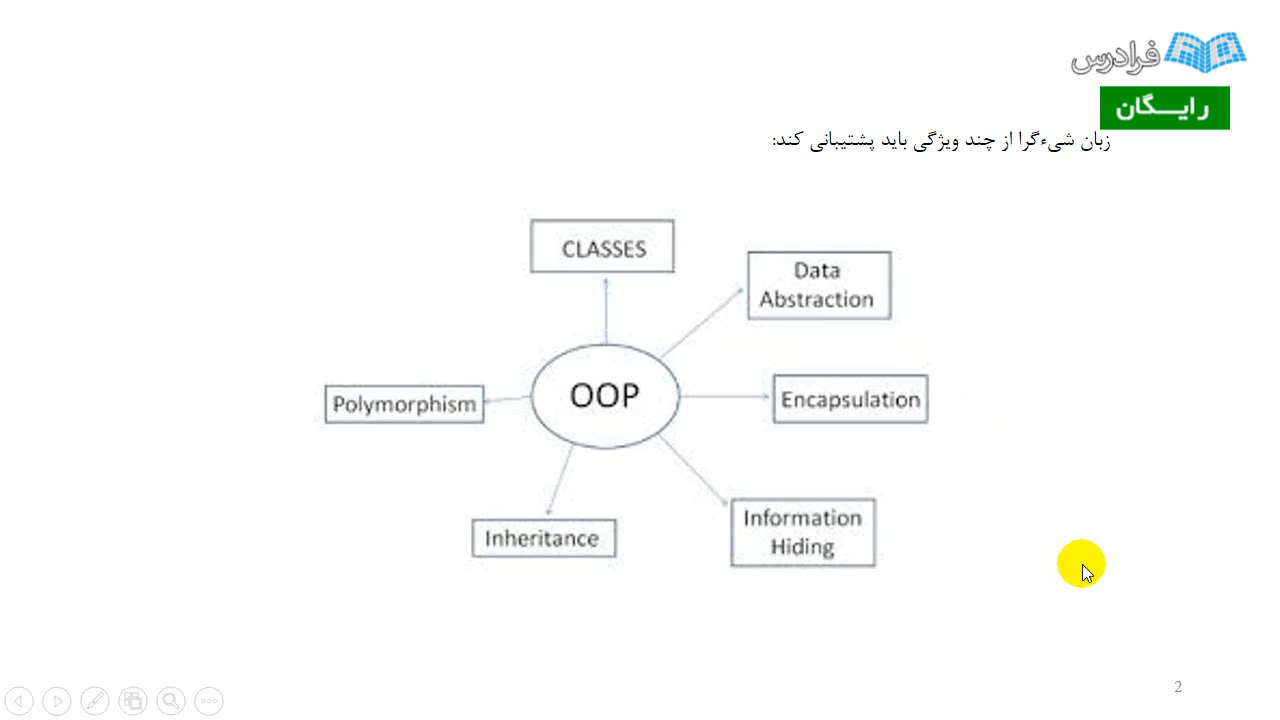 فرادرس
رایـــگان
زبان شیءگرا از چند ویژگی باید پشتیبانی کند:
CLASSES
Data
Abstraction
OOP
Polymorphism
Encapsulation
Information
Hiding
Inheritance
2